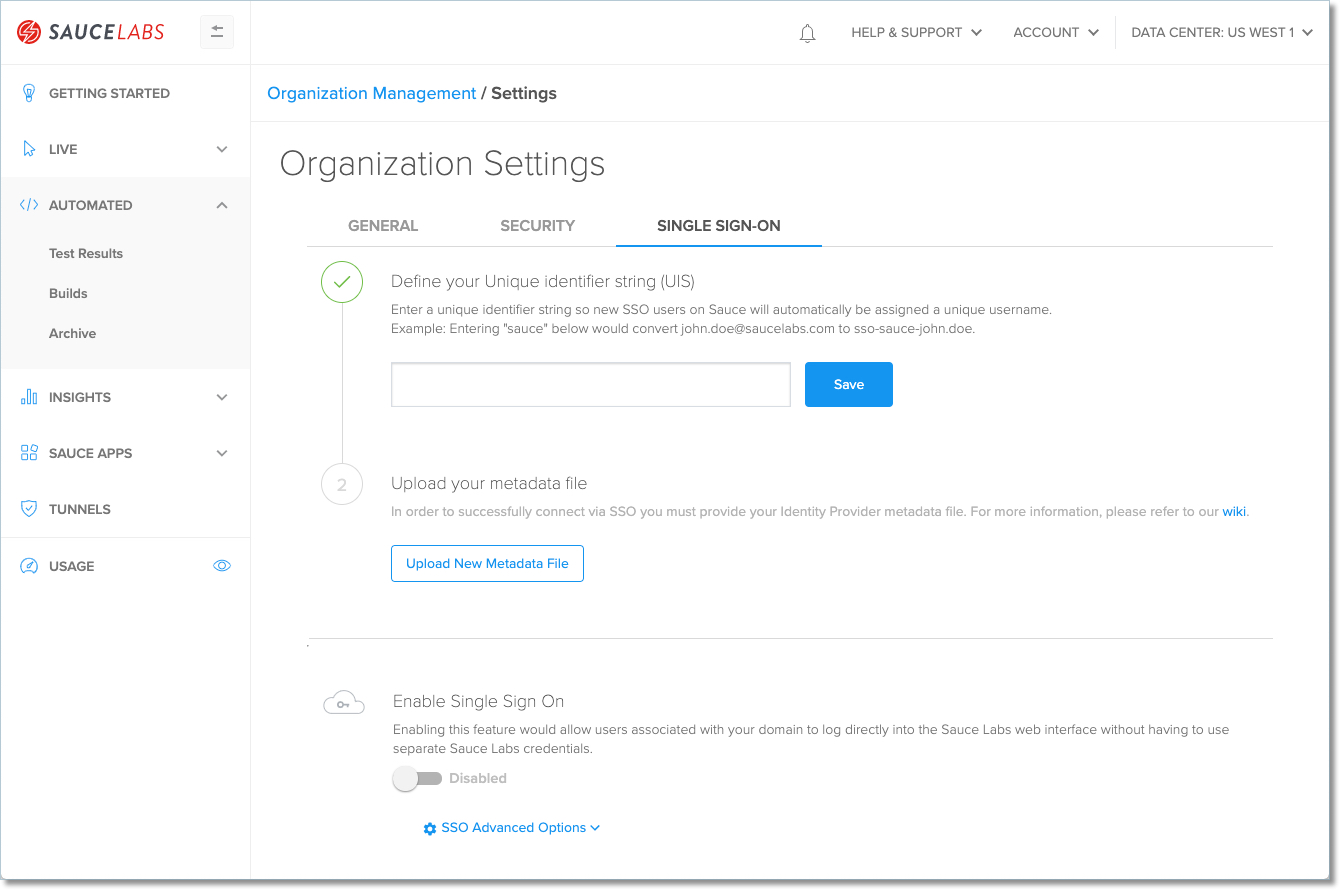 SAUCELABS
HELP & SUPPORT
ACCOUNT
DATA CENTER: US WEST 1
GETTING STARTED
LIVE
AUTOMATED
Test Results
Builds
Archive
INSIGHTS
SAUCE APPS
TUNNELS
USAGE
Organization Management / Settings
Organization Settings
GENERAL
SECURITY
SINGLE SIGN-ON
Define your Unique identifier string (UIS)
Enter a unique identifier string so new SSO users on Sauce will automatically be assigned a unique username.
Example: Entering "sauce" below would convert john.doe@saucelabs.com to sso-sauce-john.doe.
Save
2
Upload your metadata file
In order to successfully connect via SSO you must provide your Identity Provider metadata file. For more information, please refer to our wiki.
Upload New Metadata File
Enable Single Sign On
Enabling this feature would allow users associated with your domain to log directly into the Sauce Labs web interface without having to use
separate Sauce Labs credentials.
Disabled
SSO Advanced Options